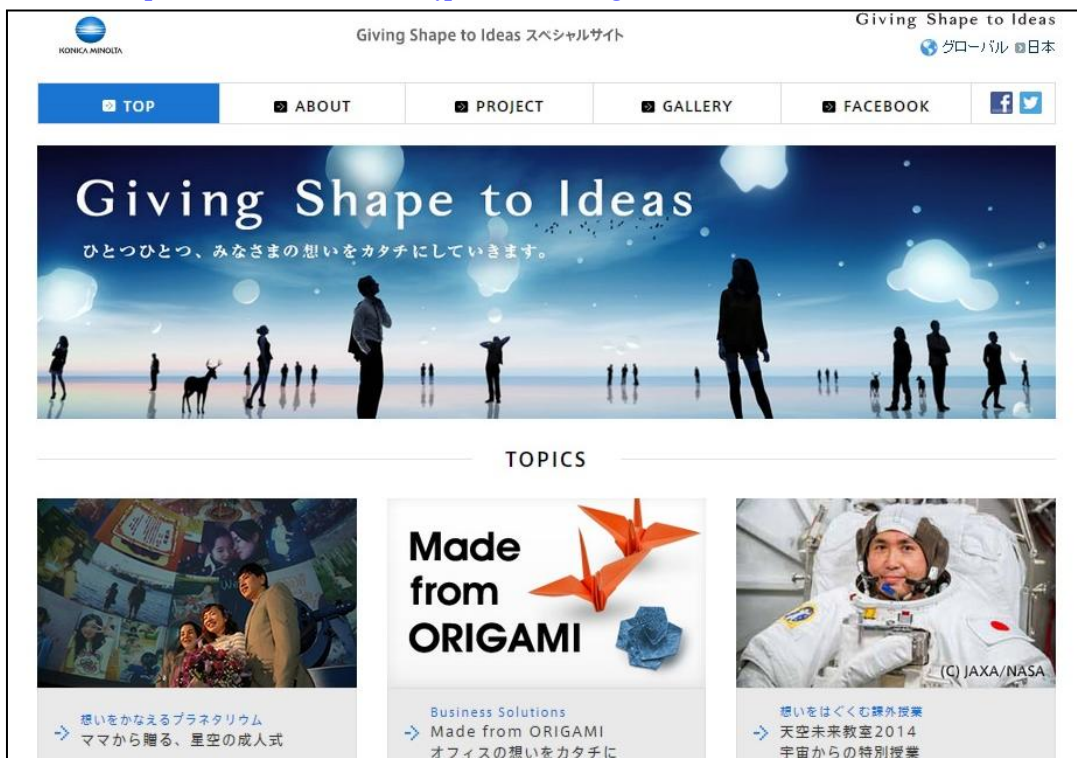 KONICA MINOLTA
Giving Shape to Ideas スペシャルサイト
Giving Shape to Ideas
グローバル 日本
TOP
ABOUT
PROJECT
GALLERY
FACEBOOK
Giving Shape to Ideas
ひとつひとつ、みなさまの想いをカタチにしていきます。
TOPICS
Made
from
ORIGAMI
(C) JAXA/NASA
想いをかなえるプラネタリウム
ママから贈る、星空の成人式
Business Solutions
Made from ORIGAMI
オフィスの想いをカタチに
想いをはぐくむ課外授業
天空未来教室2014
宇宙からの特別授業